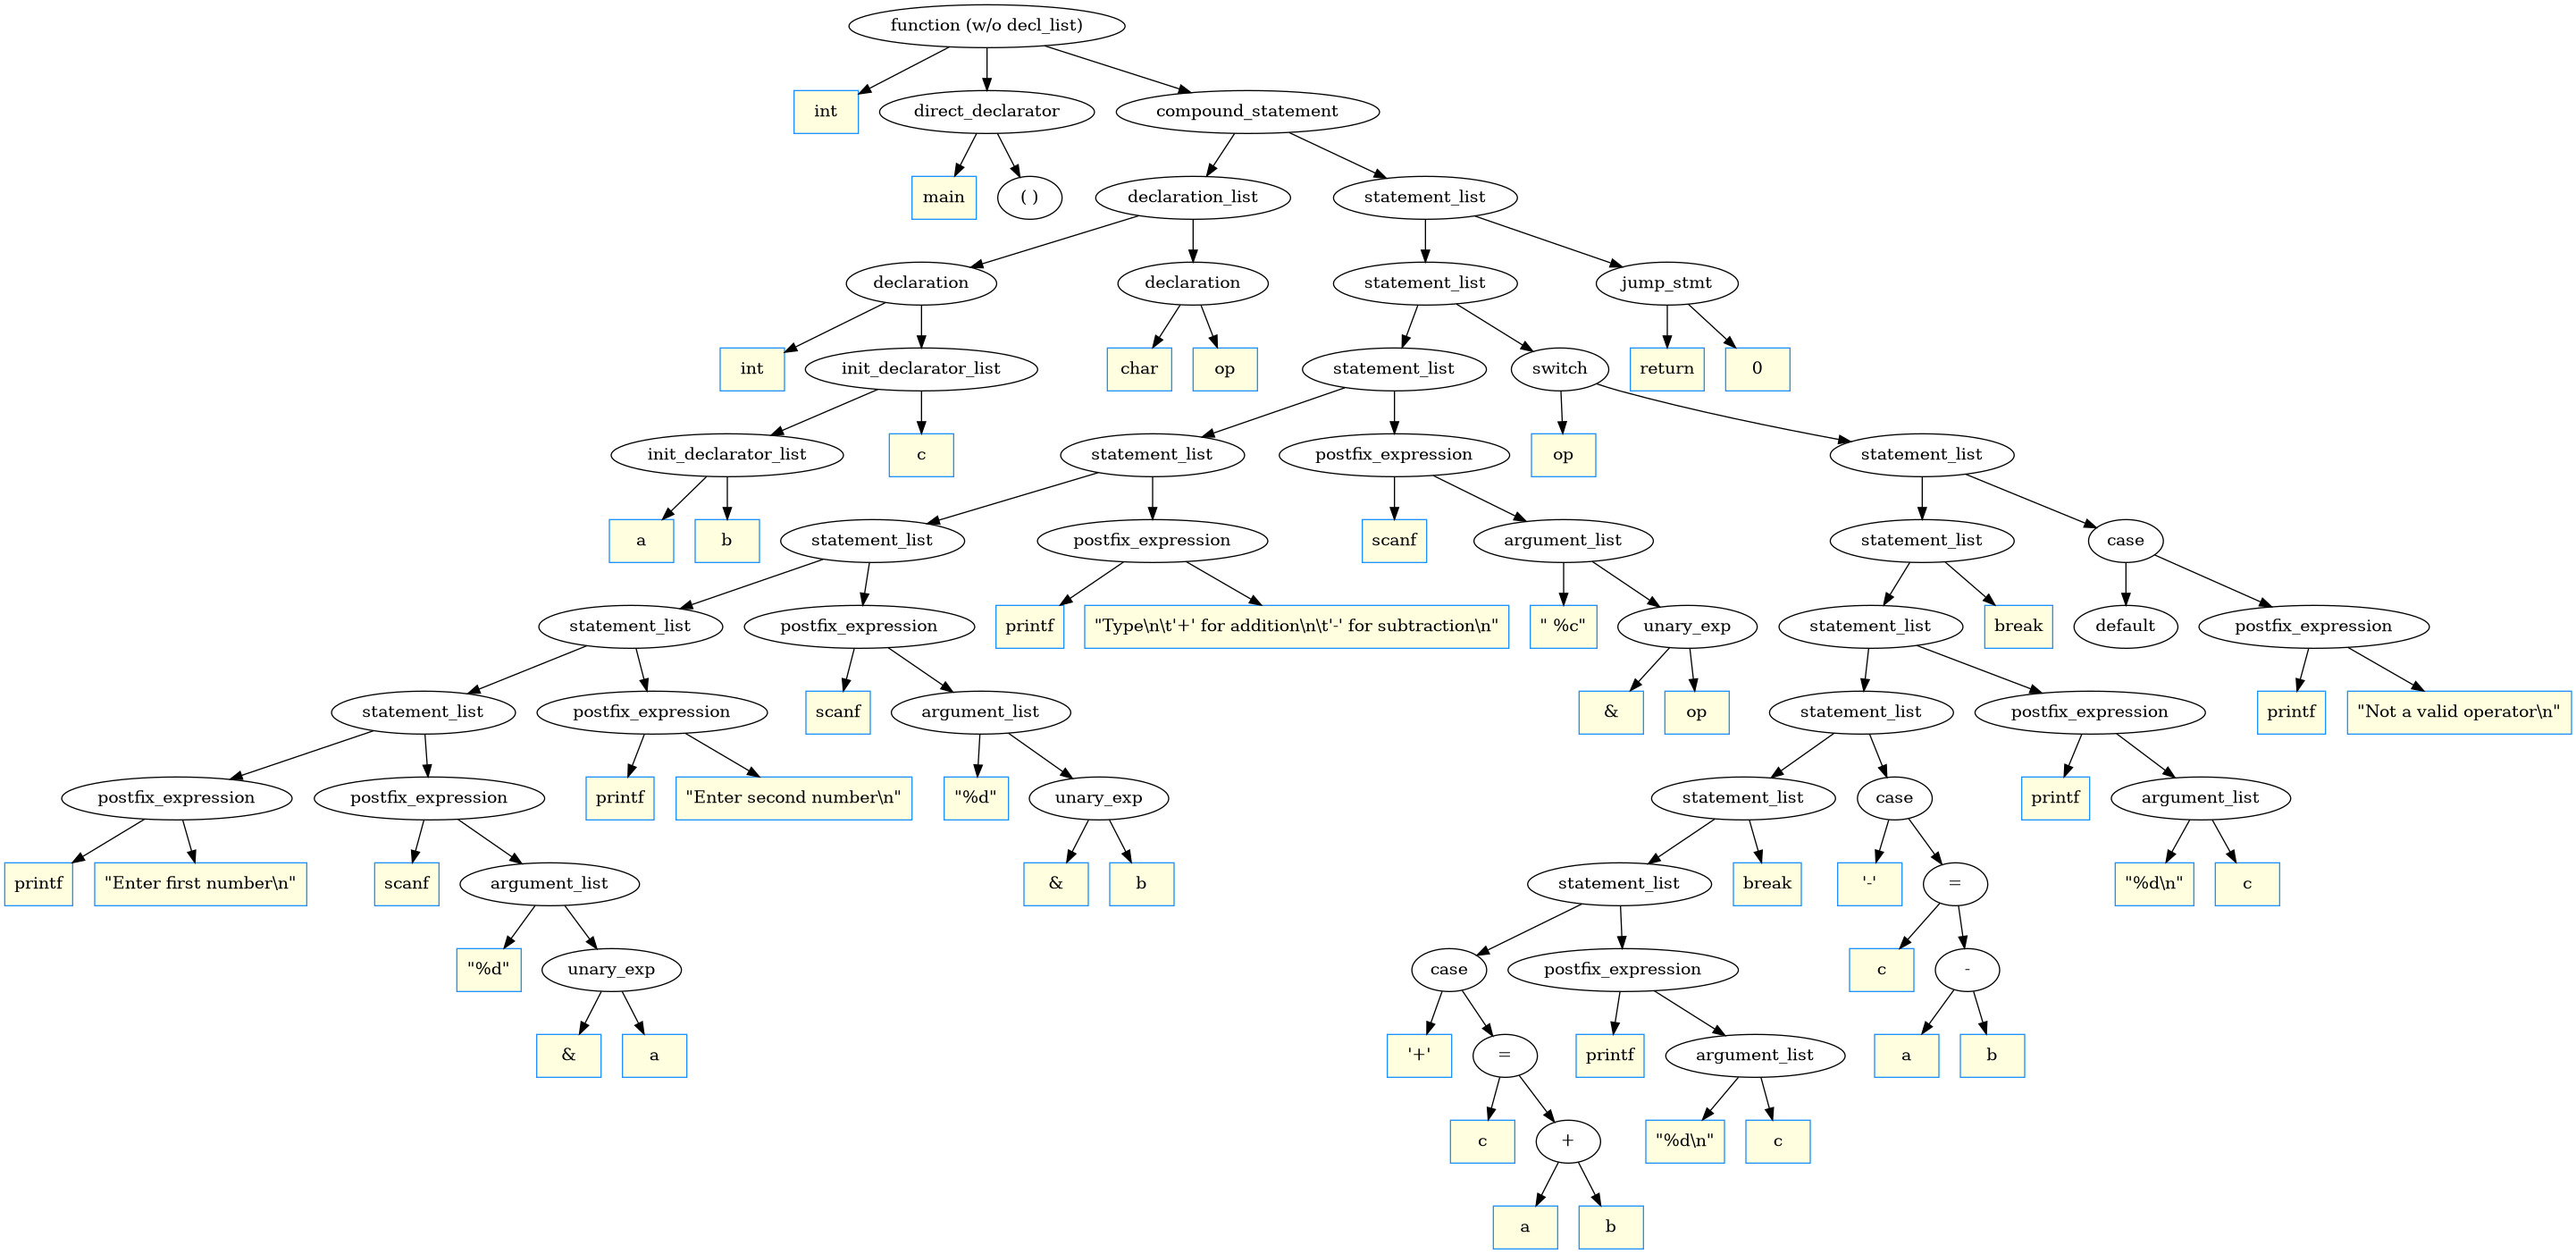 function (w/o decl_list)
int direct_declarator compound_statement
main ( ) declaration_list statement_list
declaration declaration statement_list jump_stmt
int init_declarator_list char op statement_list switch return 0
init_declarator_list c statement_list postfix_expression op statement_list
a b statement_list postfix_expression scanf argument_list statement_list case
statement_list postfix_expression printf "Type\n\t'+' for addition\n\t'-' for subtraction\n" " %c" unary_exp statement_list break default postfix_expression
statement_list postfix_expression scanf argument_list & op statement_list postfix_expression printf "Not a valid operator\n"
postfix_expression postfix_expression printf "Enter second number\n" "%d" unary_exp statement_list case printf argument_list
printf "Enter first number\n" scanf argument_list & b statement_list break '-' = "%d\n" c
"%d" unary_exp case postfix_expression c -
& a '+' = printf argument_list a b
c + "%d\n" c
a b